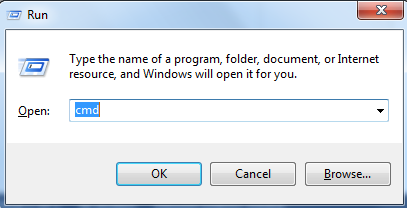 Run
Type the name of a program, folder, document, or Internet
resource, and Windows will open it for you.
Open: cmd
OK Cancel Browse...